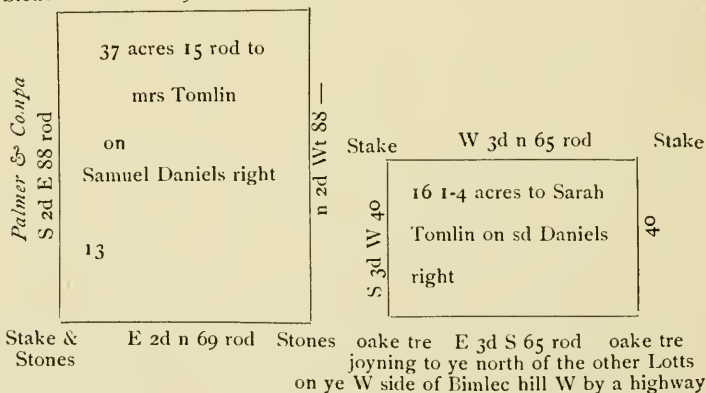 37 acres 15 rod to
mrs Tomlin
on
Samuel Daniels right
13
Palmer & Conpa
S 2d E 88 rod
n 2d Wt 88 —
Stake & Stones
E 2d n 69 rod
Stones
Stake
W 3d n 65 rod
Stake
S 3d W 40
16 1-4 acres to Sarah
Tomlin on sd Daniels
right
40
oake tre
E 3d S 65 rod
oake tre
joyning to ye north of the other Lotts
on ye W side of Bimlec hill W by a highway